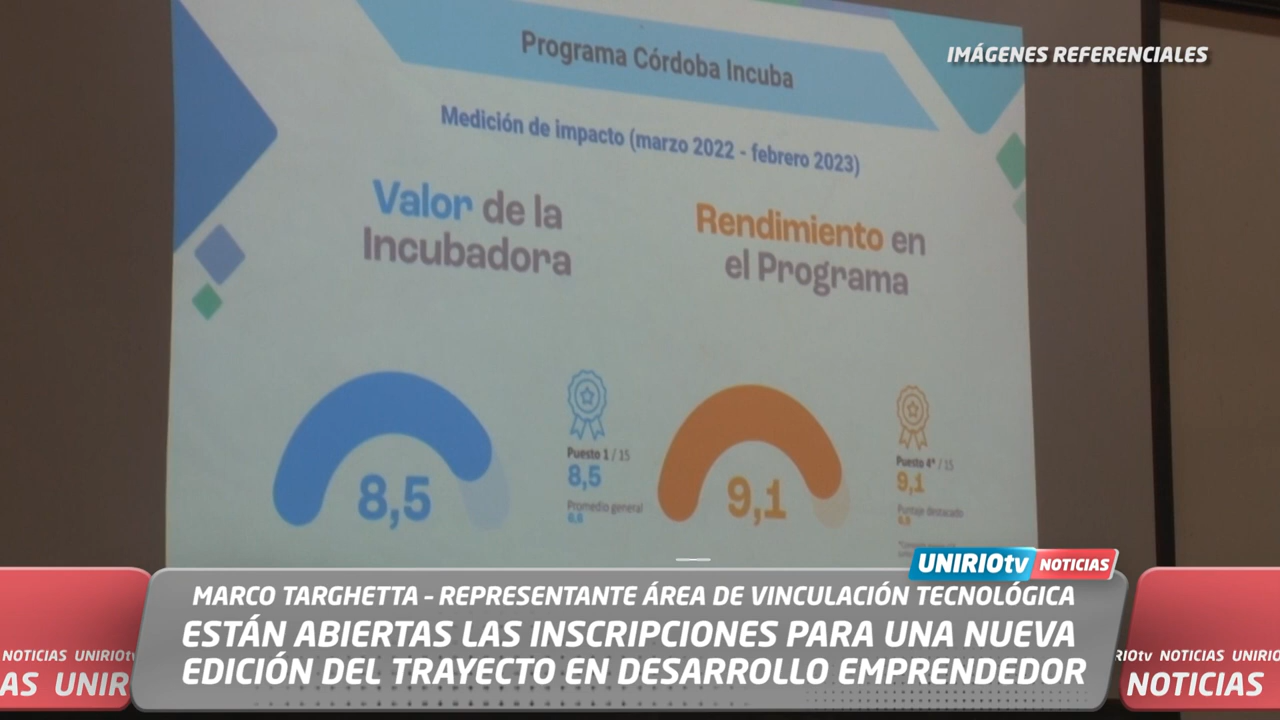 IMÁGENES REFERENCIALES
Programa Córdoba Incuba
Medición de impacto (marzo 2022 - febrero 2023)
Valor de la
Incubadora
Rendimiento en
el Programa
8,5
Puesto 1 / 15
8,5
Promedio general
9,1
Puesto 4° / 15
9,1
Puntaje destacado
UNIRIOtv NOTICIAS
MARCO TARGHETTA - REPRESENTANTE ÁREA DE VINCULACIÓN TECNOLÓGICA
ESTÁN ABIERTAS LAS INSCRIPCIONES PARA UNA NUEVA
EDICIÓN DEL TRAYECTO EN DESARROLLO EMPRENDEDOR
NOTICIAS UNIRIOtv
AS UNIR
RIOtv NOTICIAS UNIRIO
NOTICIAS